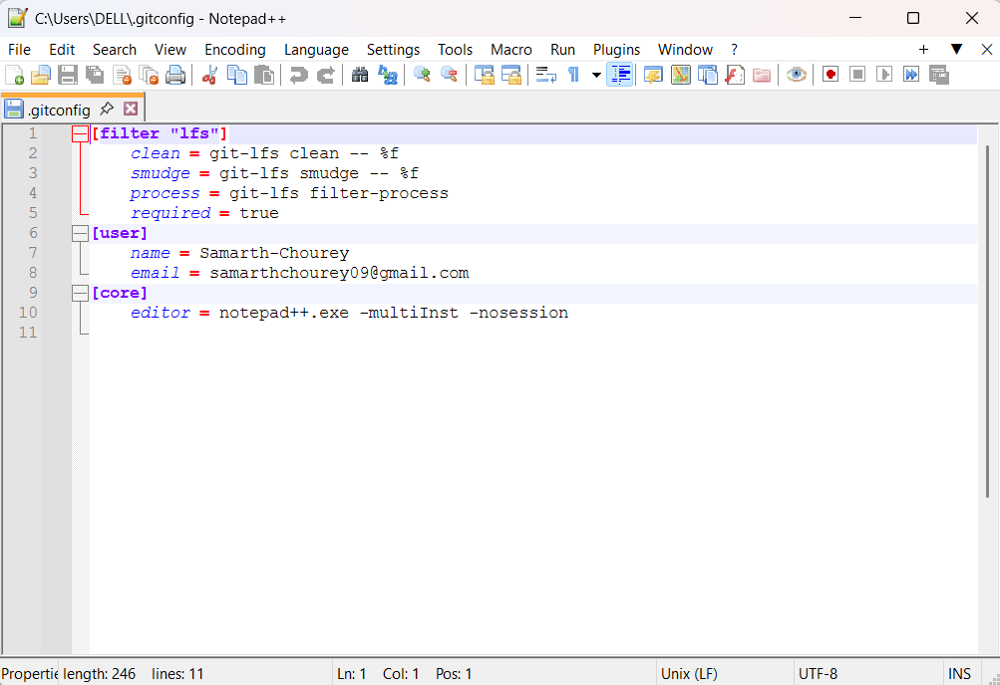 C:\Users\DELL\.gitconfig - Notepad++
File Edit Search View Encoding Language Settings Tools Macro Run Plugins Window ? + ▼ X
.gitconfig
1 [filter "lfs"]
2 clean = git-lfs clean -- %f
3 smudge = git-lfs smudge -- %f
4 process = git-lfs filter-process
5 required = true
6 [user]
7 name = Samarth-Chourey
8 email = samarthchourey09@gmail.com
9 [core]
10 editor = notepad++.exe -multiInst -nosession
11
Propertie length: 246 lines: 11 Ln: 1 Col: 1 Pos: 1 Unix (LF) UTF-8 INS